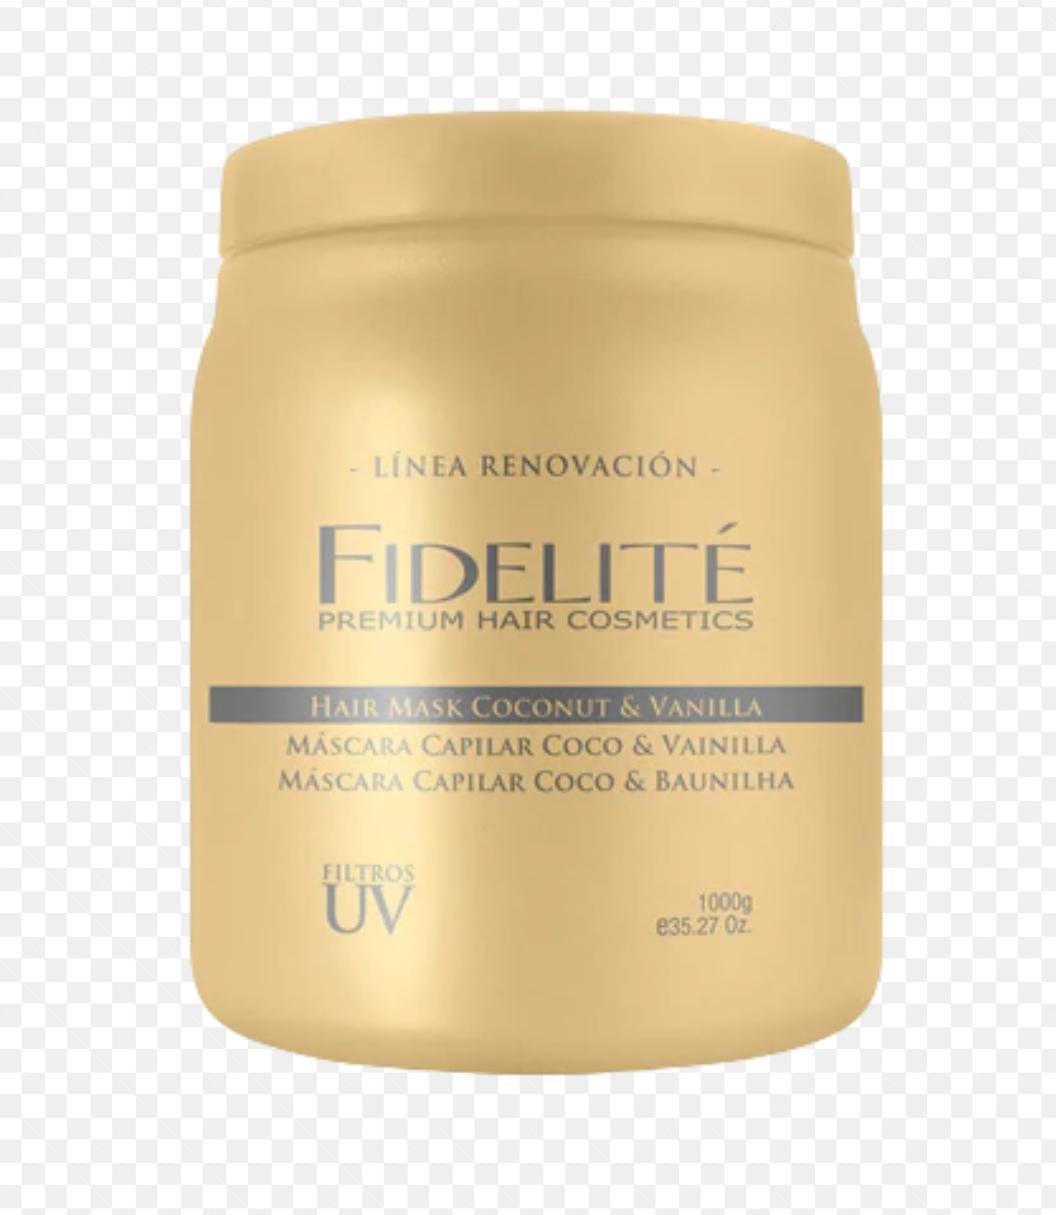 - LÍNEA RENOVACIÓN -
FIDELITÉ
PREMIUM HAIR COSMETICS
HAIR MASK COCONUT & VANILLA
MÁSCARA CAPILAR COCO & VAINILLA
MÁSCARA CAPILAR COCO & BAUNILHA
FILTROS
UV
1000g
℮35.27 Oz.